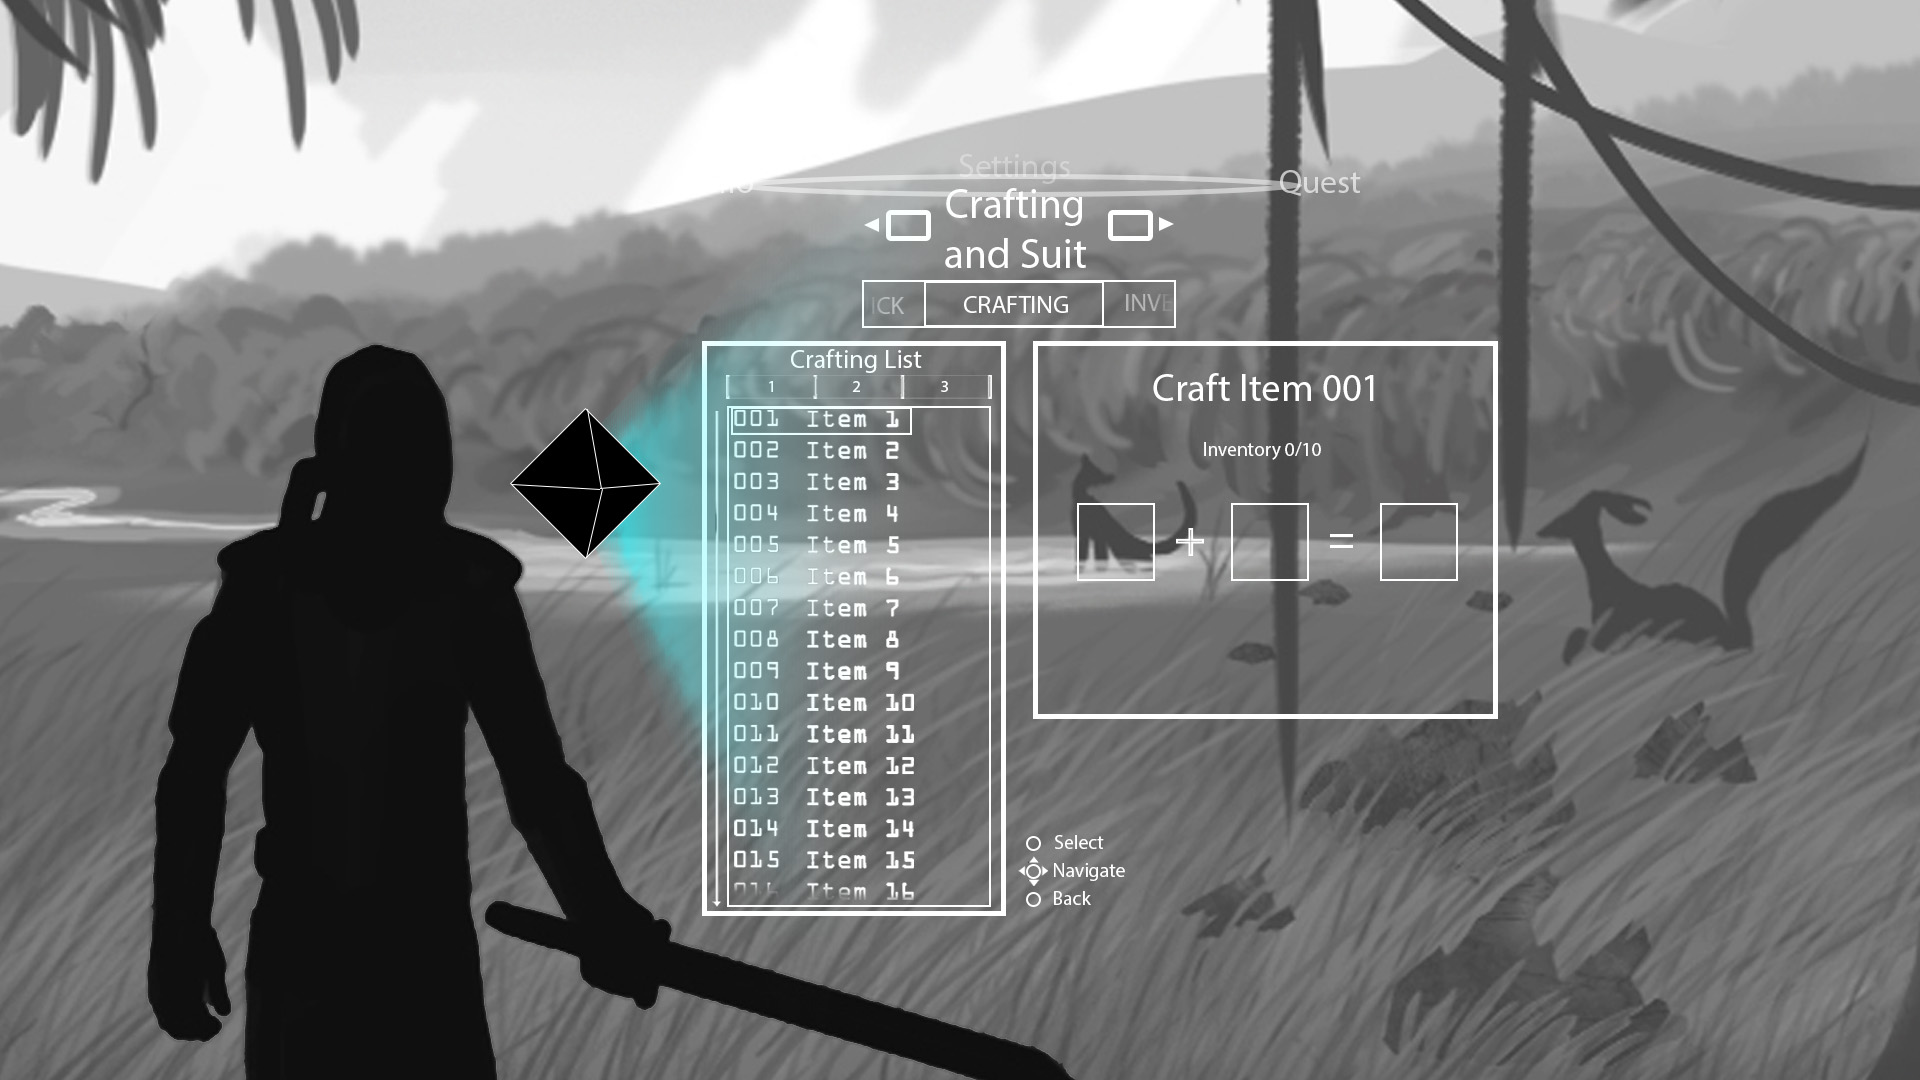 Settings
Quest
Crafting
and Suit
CRAFTING
Crafting List
1 2 3
001 Item 1
002 Item 2
003 Item 3
004 Item 4
005 Item 5
006 Item 6
007 Item 7
008 Item 8
009 Item 9
010 Item 10
011 Item 11
012 Item 12
013 Item 13
014 Item 14
015 Item 15
016 Item 16
Craft Item 001
Inventory 0/10
+ =
Select
Navigate
Back